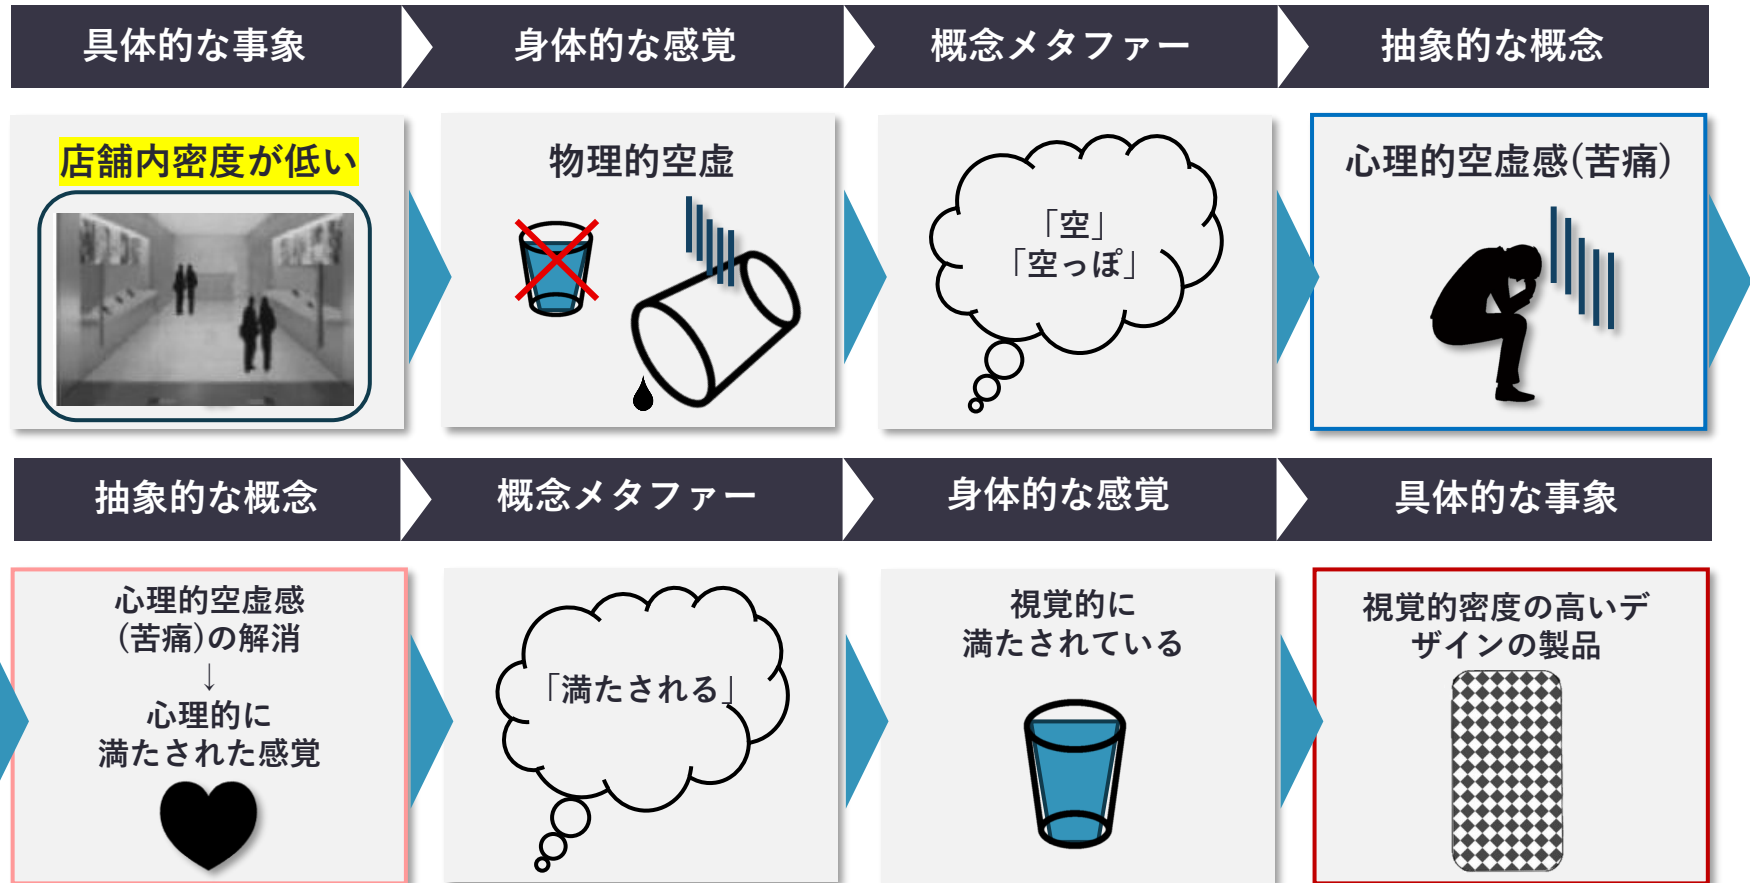 具体的な事象
身体的な感覚
概念メタファー
抽象的な概念
店舗内密度が低い
物理的空虚
「空」
「空っぽ」
心理的空虚感(苦痛)
抽象的な概念
概念メタファー
身体的な感覚
具体的な事象
心理的空虚感
(苦痛)の解消
↓
心理的に
満たされた感覚
「満たされる」
視覚的に
満たされている
視覚的密度の高いデ
ザインの製品